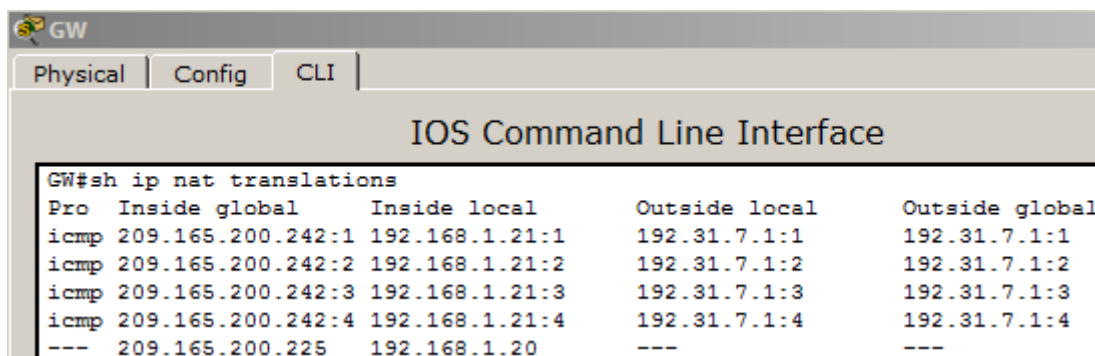 GW
Physical Config CLI
IOS Command Line Interface
GW#sh ip nat translations
Pro Inside global Inside local Outside local Outside global
icmp 209.165.200.242:1 192.168.1.21:1 192.31.7.1:1 192.31.7.1:1
icmp 209.165.200.242:2 192.168.1.21:2 192.31.7.1:2 192.31.7.1:2
icmp 209.165.200.242:3 192.168.1.21:3 192.31.7.1:3 192.31.7.1:3
icmp 209.165.200.242:4 192.168.1.21:4 192.31.7.1:4 192.31.7.1:4
--- 209.165.200.225 192.168.1.20 --- ---